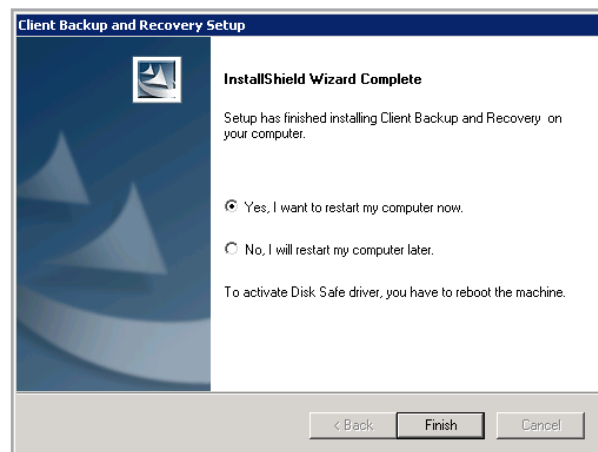 Client Backup and Recovery Setup
InstallShield Wizard Complete
Setup has finished installing Client Backup and Recovery on
your computer.
Yes, I want to restart my computer now.
No, I will restart my computer later.
To activate Disk Safe driver, you have to reboot the machine.
< Back
Finish
Cancel